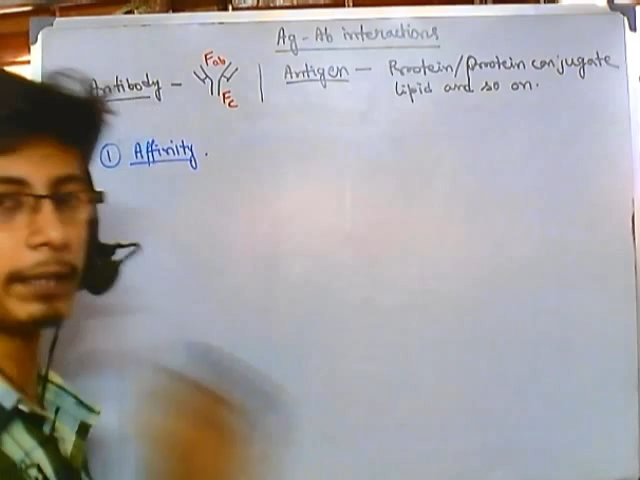 Ag-Ab interactions
Antibody - Fab Fc | Antigen - Protein/protein conjugate
lipid and so on.
① Affinity.